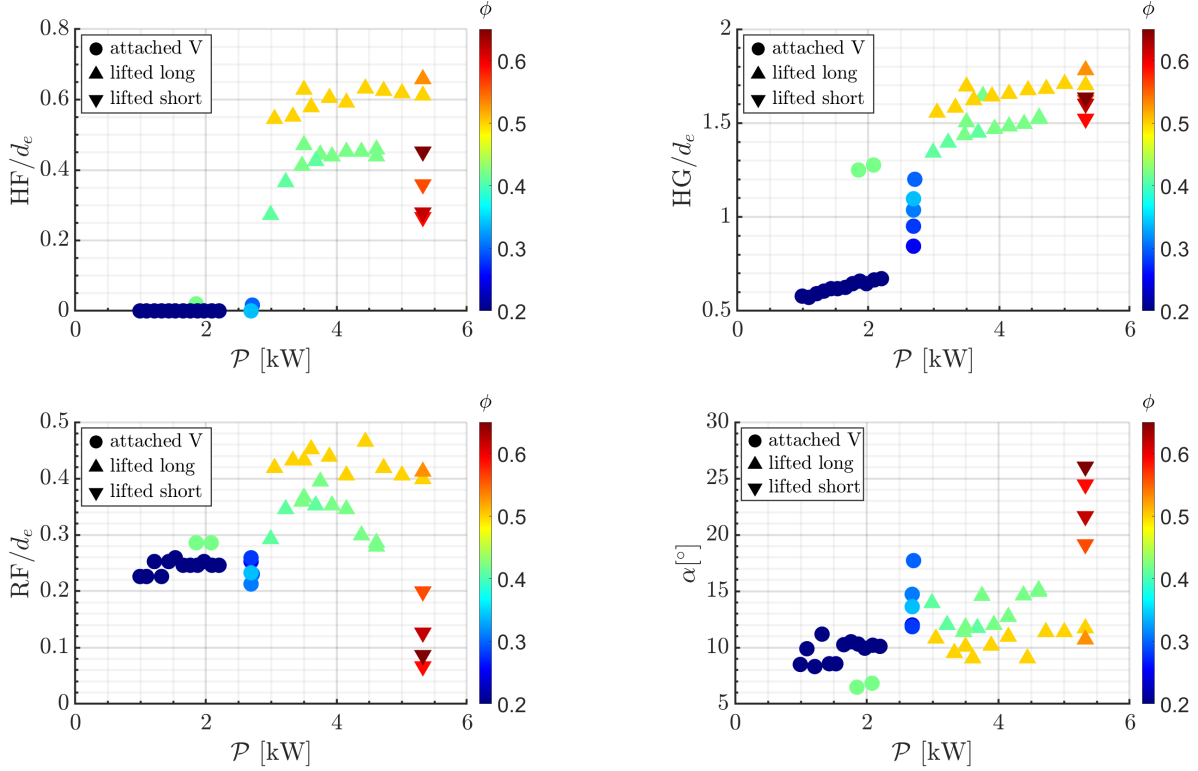 ϕ
0.8
0.6
0.4
0.2
0
HF/d_e
attached V
lifted long
lifted short
0 2 4 6
𝒫 [kW]
0.6
0.5
0.4
0.3
0.2
ϕ
2
1.5
1
0.5
HG/d_e
attached V
lifted long
lifted short
0 2 4 6
𝒫 [kW]
0.6
0.5
0.4
0.3
0.2
ϕ
0.5
0.4
0.3
0.2
0.1
0
RF/d_e
attached V
lifted long
lifted short
0 2 4 6
𝒫 [kW]
0.6
0.5
0.4
0.3
0.2
ϕ
30
25
20
15
10
5
α[°]
attached V
lifted long
lifted short
0 2 4 6
𝒫 [kW]
0.6
0.5
0.4
0.3
0.2